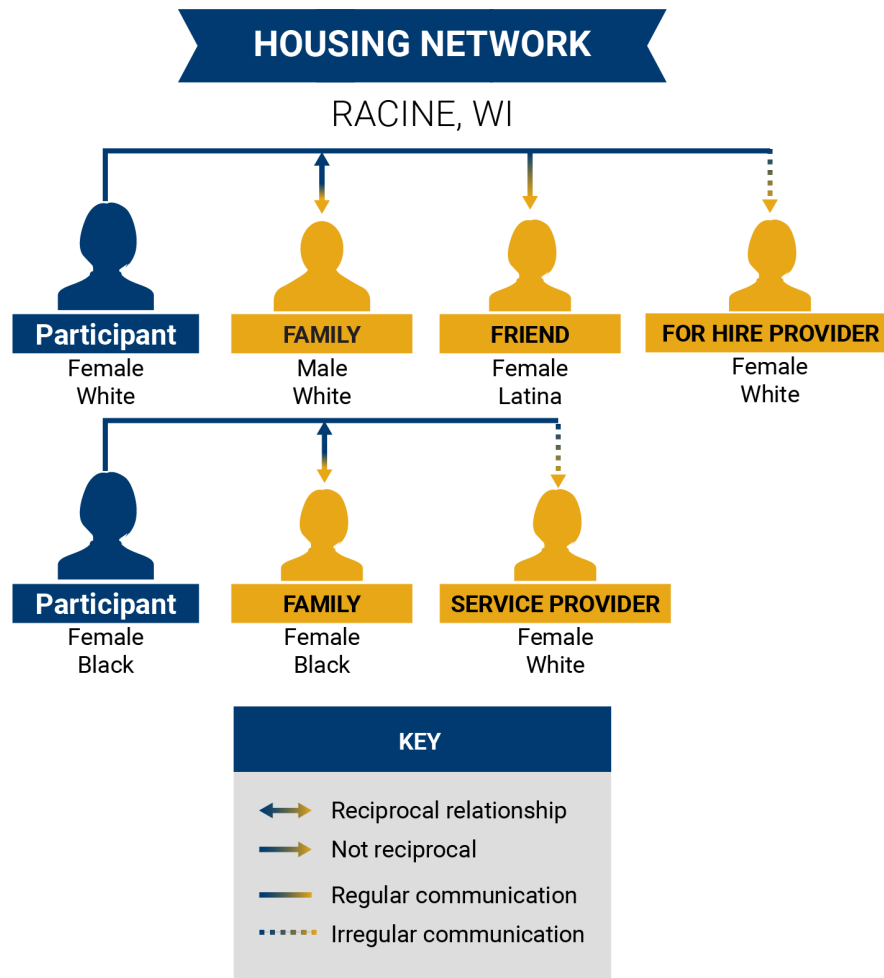 HOUSING NETWORK
RACINE, WI
Participant
Female
White
FAMILY
Male
White
FRIEND
Female
Latina
FOR HIRE PROVIDER
Female
White
Participant
Female
Black
FAMILY
Female
Black
SERVICE PROVIDER
Female
White
KEY
Reciprocal relationship
Not reciprocal
Regular communication
Irregular communication